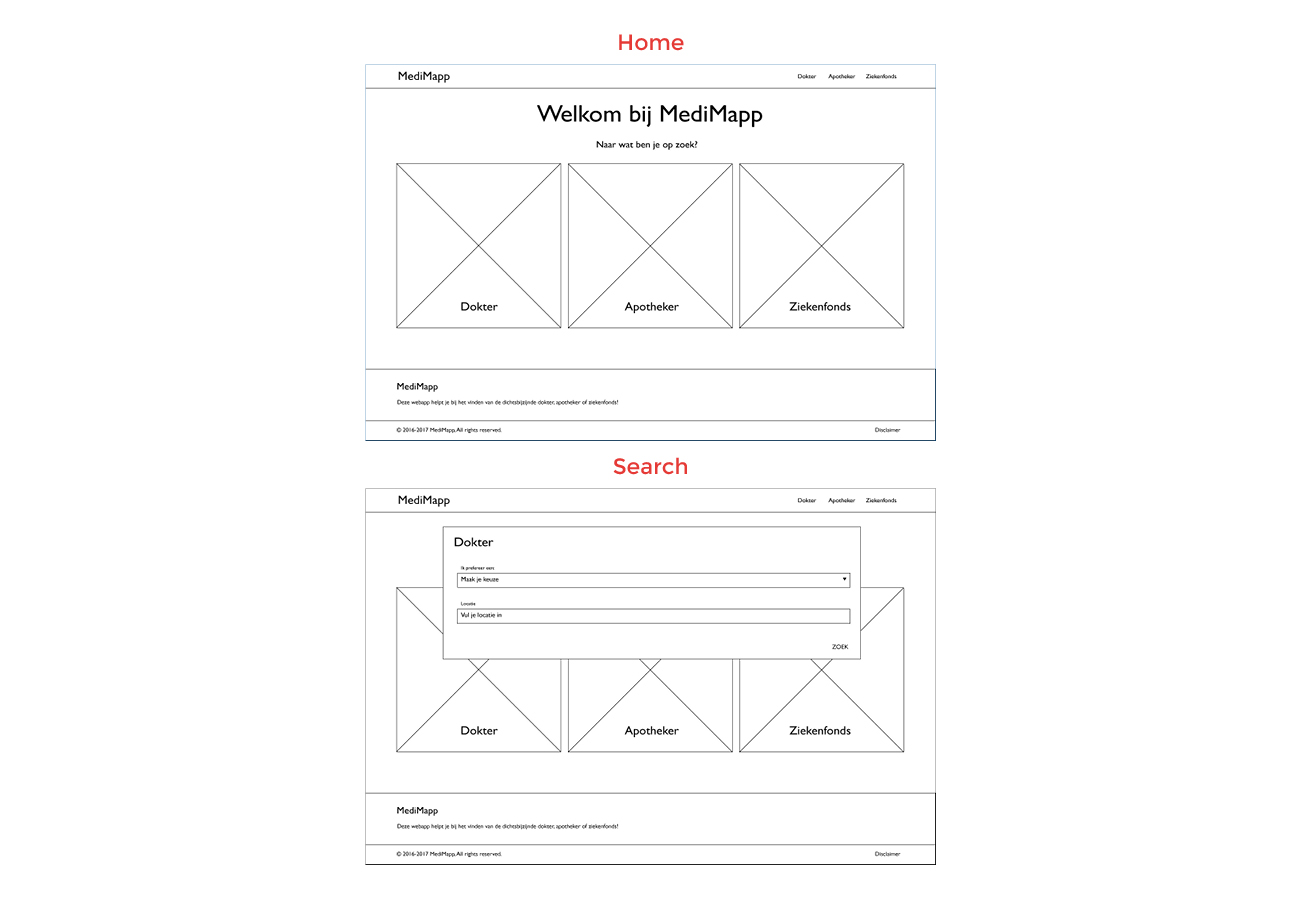 Home
MediMapp
Dokter Apotheker Ziekenfonds
Welkom bij MediMapp
Naar wat ben je op zoek?
Dokter Apotheker Ziekenfonds
MediMapp
Deze webapp helpt je bij het vinden van de dichtsbijzijnde dokter, apotheker of ziekenfonds!
© 2016-2017 MediMapp. All rights reserved. Disclaimer
Search
MediMapp
Dokter Apotheker Ziekenfonds
Dokter
Ik prefereer een:
Maak je keuze
Locatie
Vul je locatie in
ZOEK
Dokter Apotheker Ziekenfonds
MediMapp
Deze webapp helpt je bij het vinden van de dichtsbijzijnde dokter, apotheker of ziekenfonds!
© 2016-2017 MediMapp. All rights reserved. Disclaimer